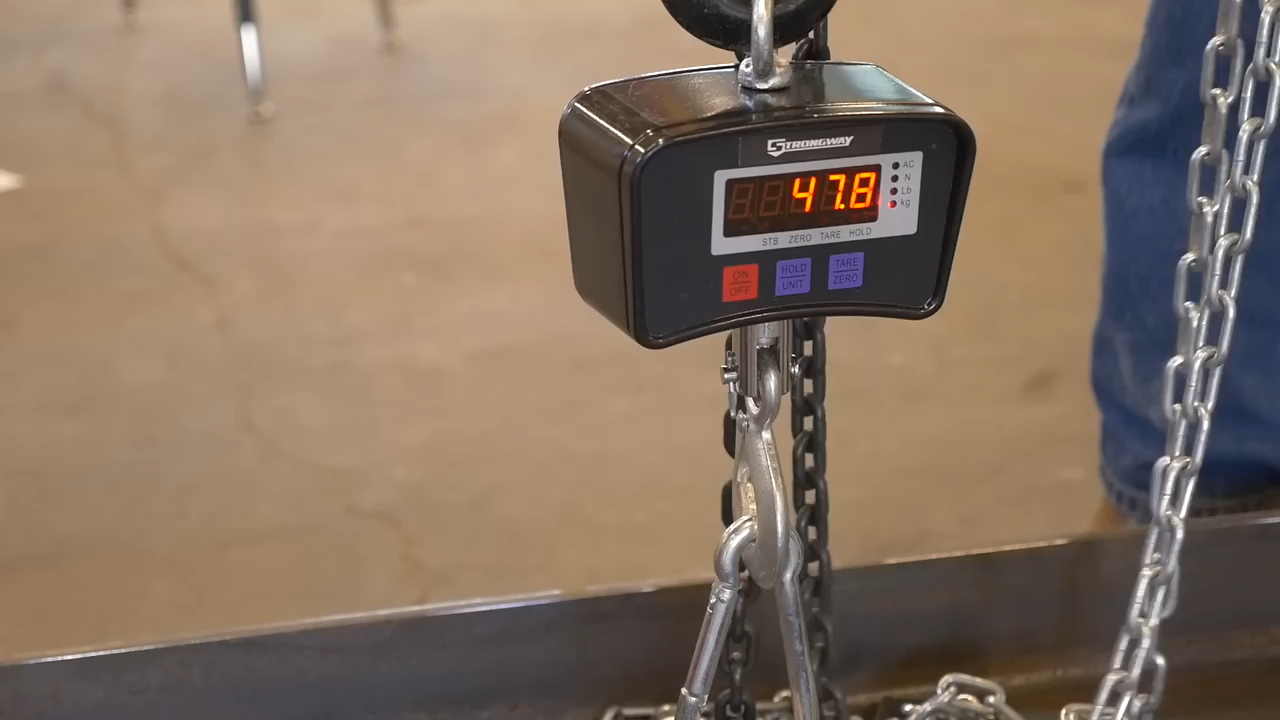 STRONGWAY
47.8
AC
N
Lb
kg
STB ZERO TARE HOLD
ON
OFF
HOLD
UNIT
TARE
ZERO